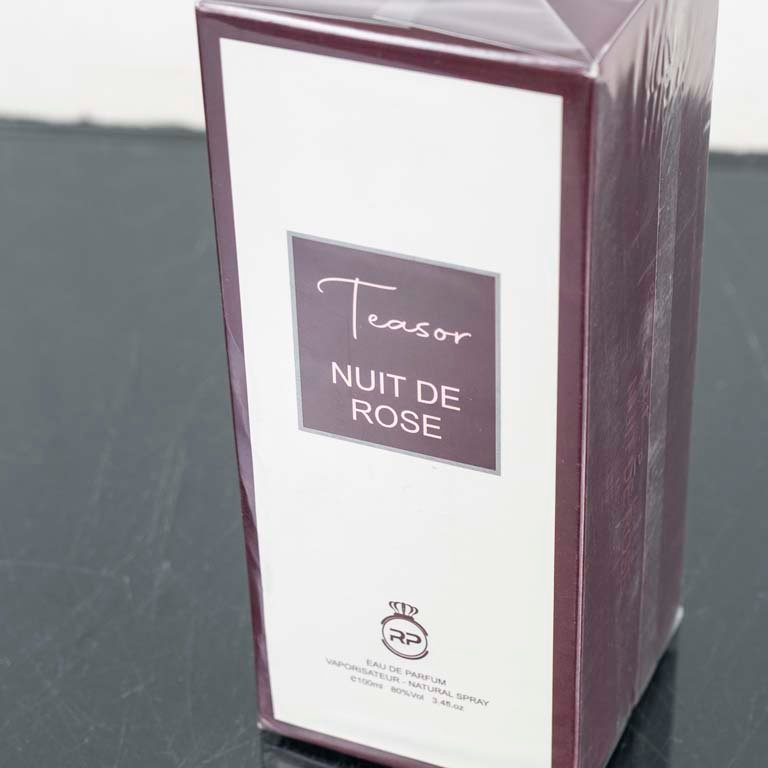 Teasor
NUIT DE
ROSE
RP
EAU DE PARFUM
VAPORISATEUR - NATURAL SPRAY
℮100ml 80%Vol 3.4fl.oz